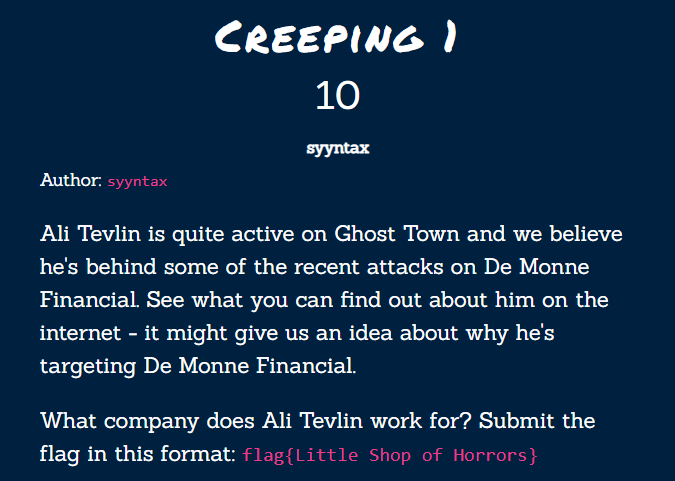 Creeping 1
10
syyntax
Author: syyntax
Ali Tevlin is quite active on Ghost Town and we believe
he's behind some of the recent attacks on De Monne
Financial. See what you can find out about him on the
internet - it might give us an idea about why he's
targeting De Monne Financial.
What company does Ali Tevlin work for? Submit the
flag in this format: flag{Little Shop of Horrors}